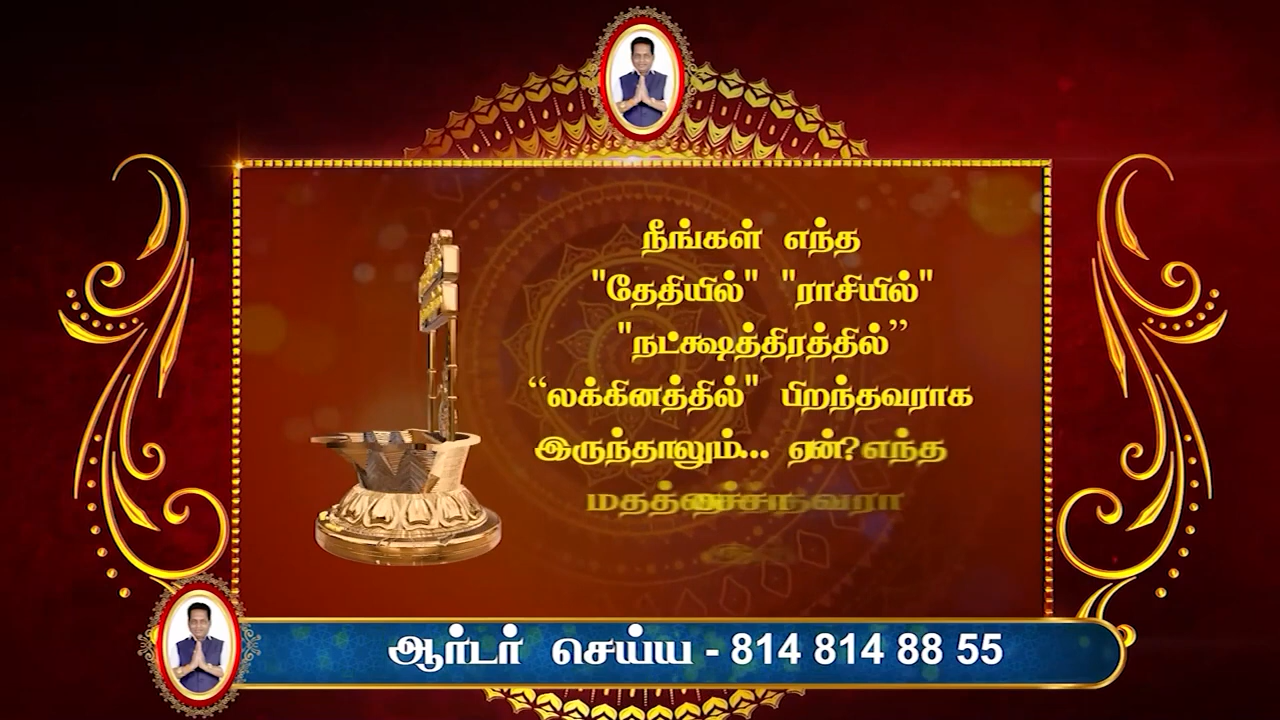 நீங்கள் எந்த
"தேதியில்" "ராசியில்"
"நட்க்ஷத்திரத்தில்”
“லக்கினத்தில்" பிறந்தவராக
இருந்தாலும்... ஏன்? எந்த
ஆர்டர் செய்ய - 814 814 88 55